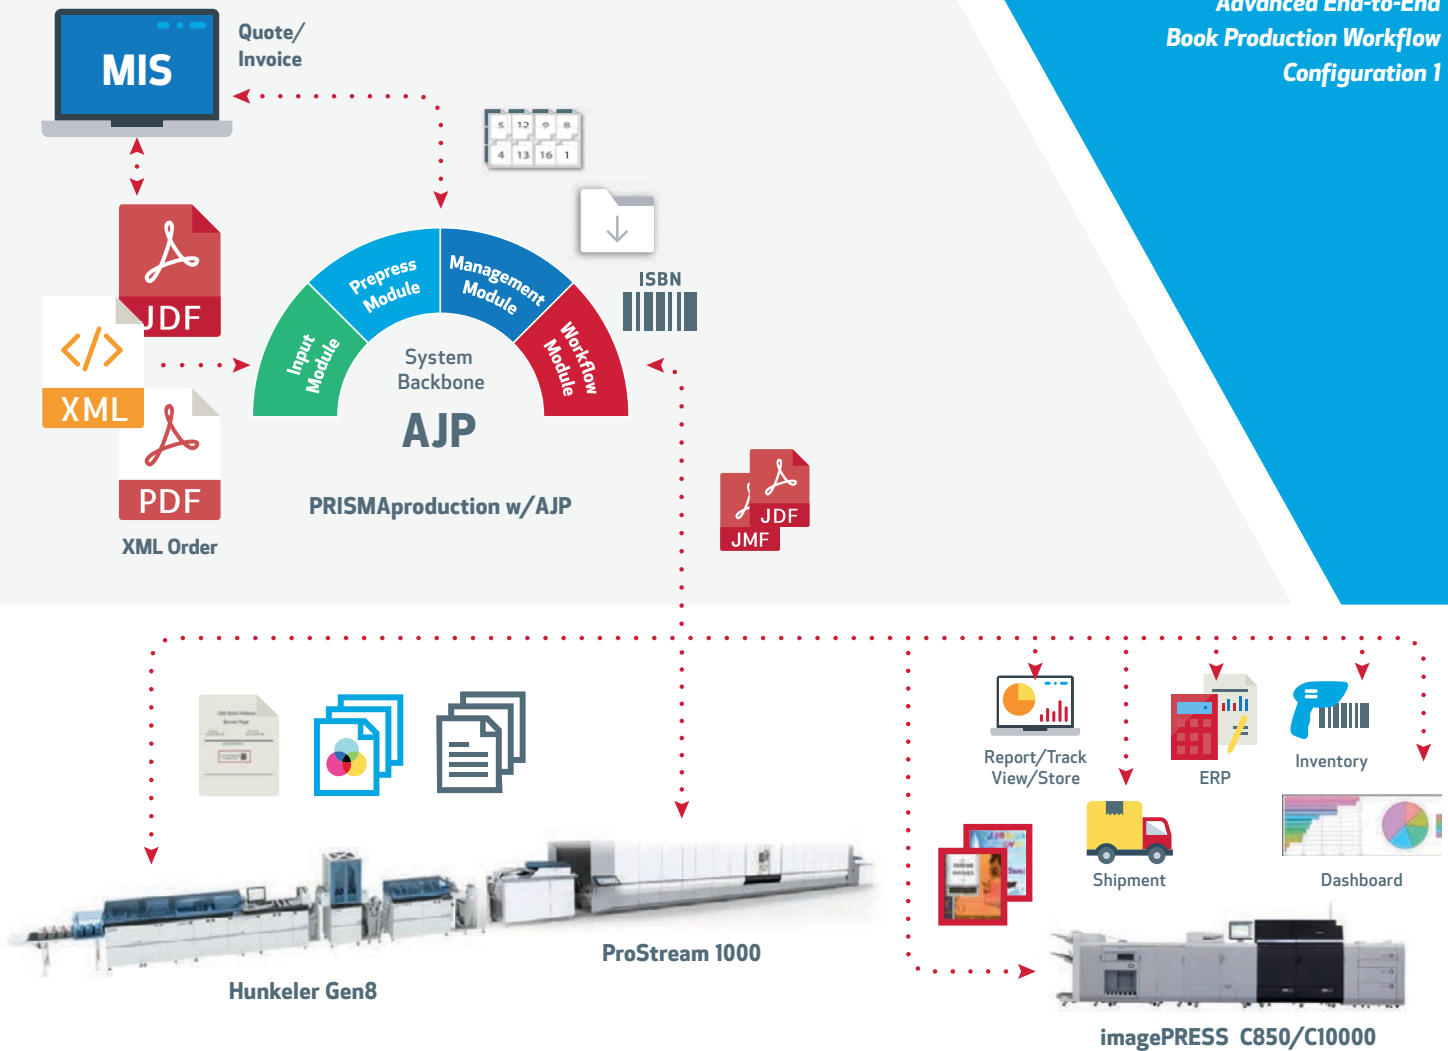 Advanced End-to-End
Book Production Workflow
Configuration 1
MIS
Quote/
Invoice
5 12 9 8
4 13 16 1
JDF
XML
PDF
XML Order
Input
Module
Prepress
Module
Management
Module
Workflow
Module
System
Backbone
AJP
PRISMAproduction w/AJP
ISBN
JDF
JMF
Report/Track
View/Store
Shipment
ERP
Inventory
Dashboard
Hunkeler Gen8
ProStream 1000
imagePRESS C850/C10000